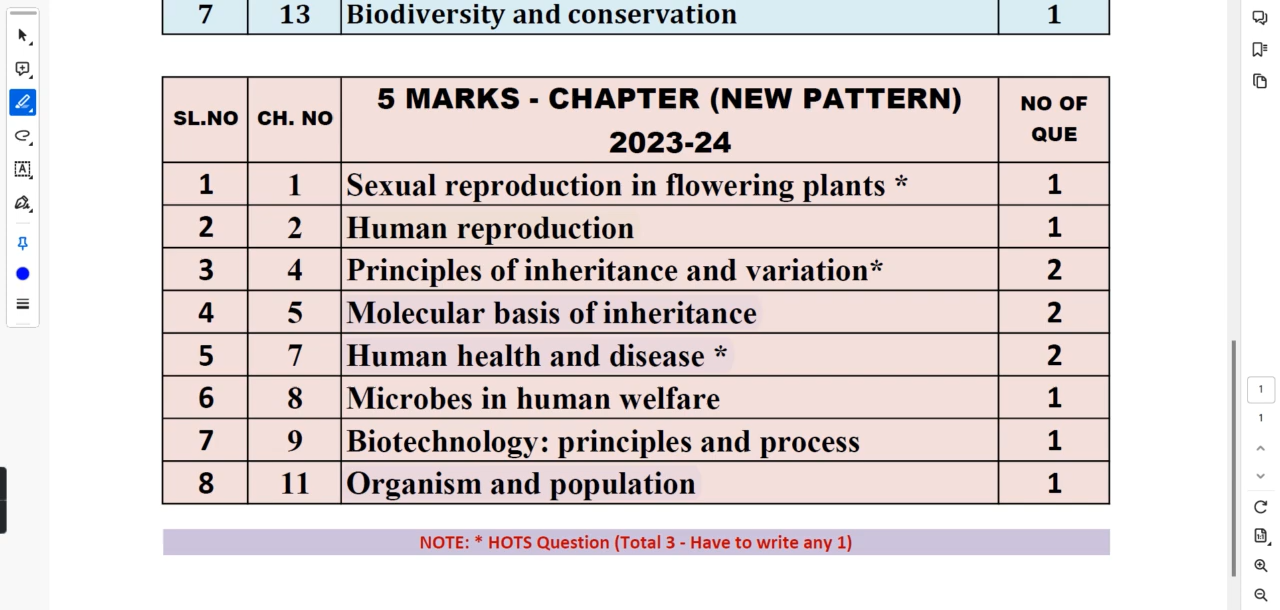 7 13 Biodiversity and conservation 1
SL.NO CH. NO 5 MARKS - CHAPTER (NEW PATTERN) 2023-24 NO OF QUE
1 1 Sexual reproduction in flowering plants * 1
2 2 Human reproduction 1
3 4 Principles of inheritance and variation* 2
4 5 Molecular basis of inheritance 2
5 7 Human health and disease * 2
6 8 Microbes in human welfare 1
7 9 Biotechnology: principles and process 1
8 11 Organism and population 1
NOTE: * HOTS Question (Total 3 - Have to write any 1)
1
1